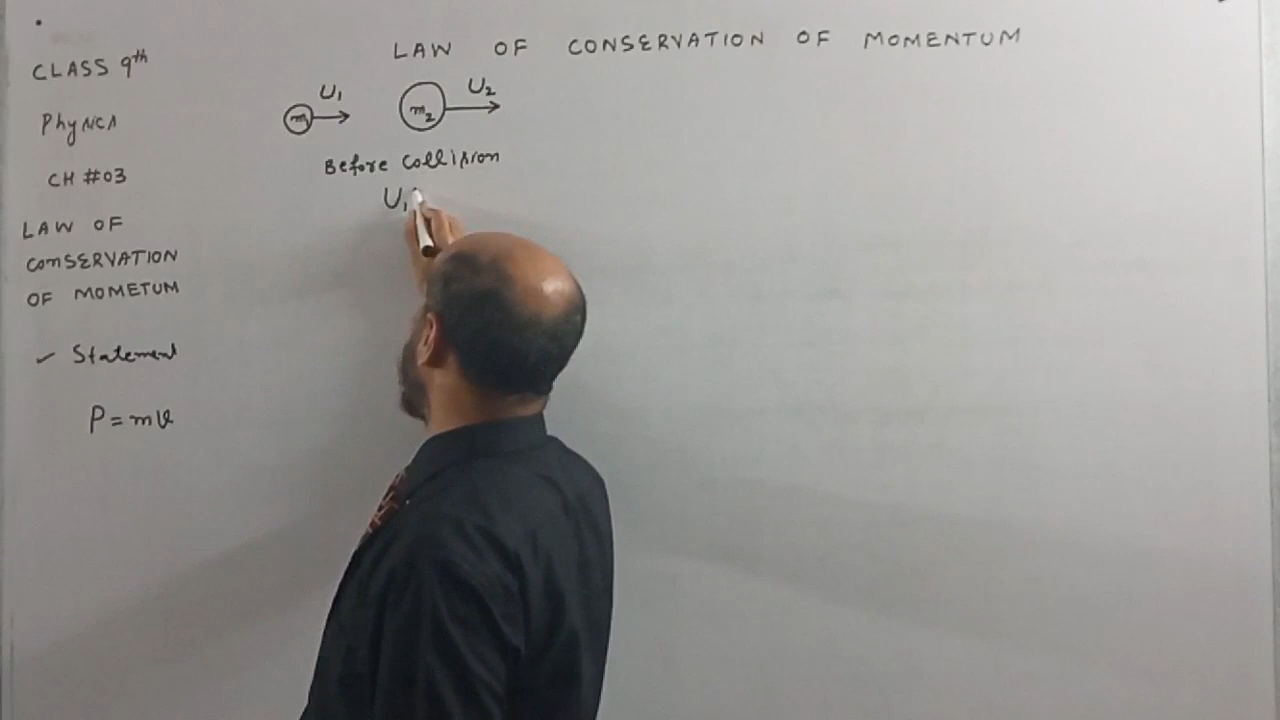 LAW OF CONSERVATION OF MOMENTUM
CLASS 9th
Physics
CH #03
LAW OF
CONSERVATION
OF MOMETUM
✓ Statement
P = mv
U1
U2
m1
m2
Before Collision
U1